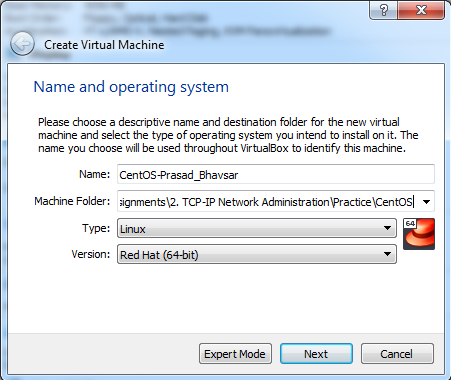 Create Virtual Machine
Name and operating system
Please choose a descriptive name and destination folder for the new virtual
machine and select the type of operating system you intend to install on it. The
name you choose will be used throughout VirtualBox to identify this machine.
Name: CentOS-Prasad_Bhavsar
Machine Folder: signments\2. TCP-IP Network Administration\Practice\CentOS
Type: Linux
64
Version: Red Hat (64-bit)
Expert Mode Next Cancel